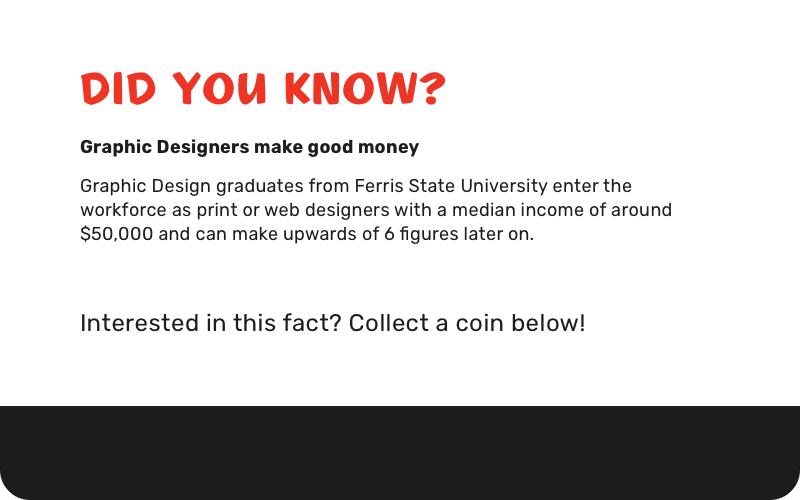 DID YOU KNOW?
Graphic Designers make good money
Graphic Design graduates from Ferris State University enter the
workforce as print or web designers with a median income of around
$50,000 and can make upwards of 6 figures later on.
Interested in this fact? Collect a coin below!